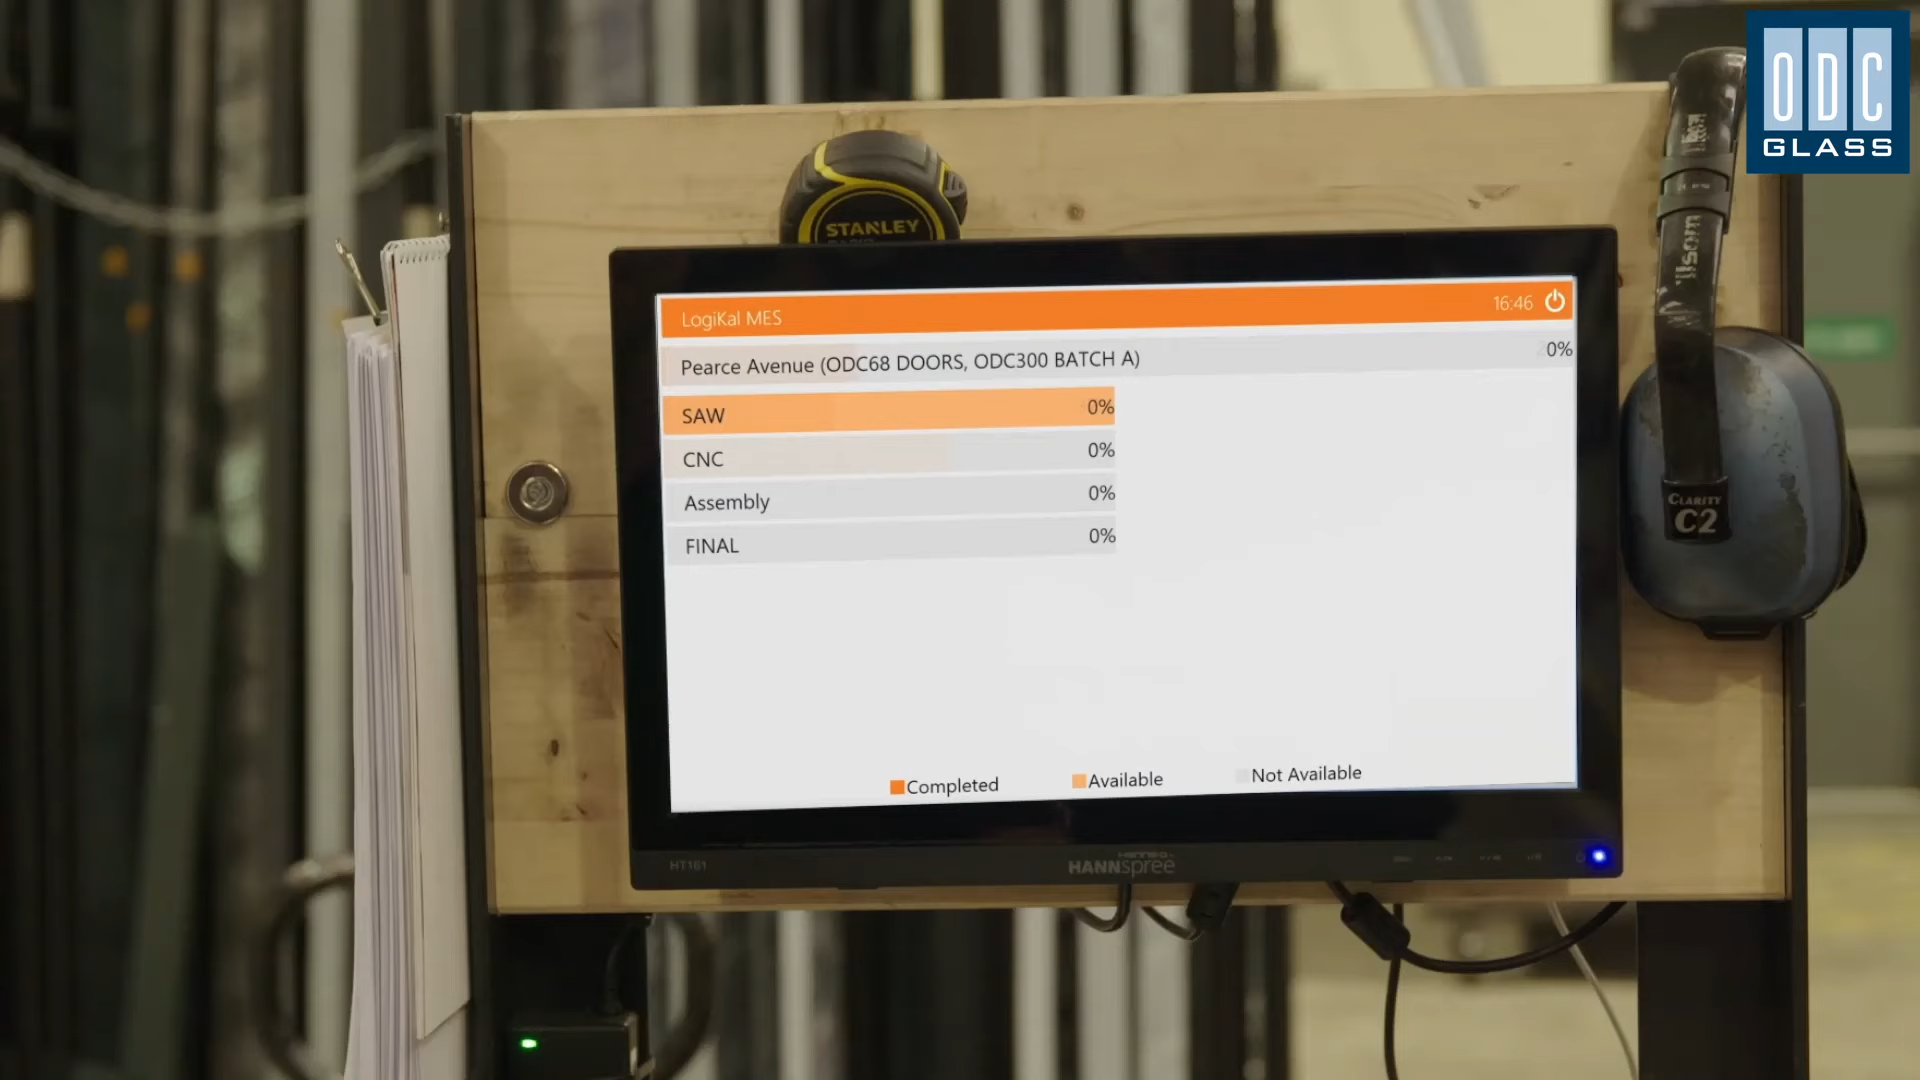 ODC
GLASS
STANLEY
LogiKal MES
16:46
Pearce Avenue (ODC68 DOORS, ODC300 BATCH A)
0%
SAW
0%
CNC
0%
Assembly
0%
FINAL
0%
Completed
Available
Not Available
CLARITY
C2
HT161
HANNspree